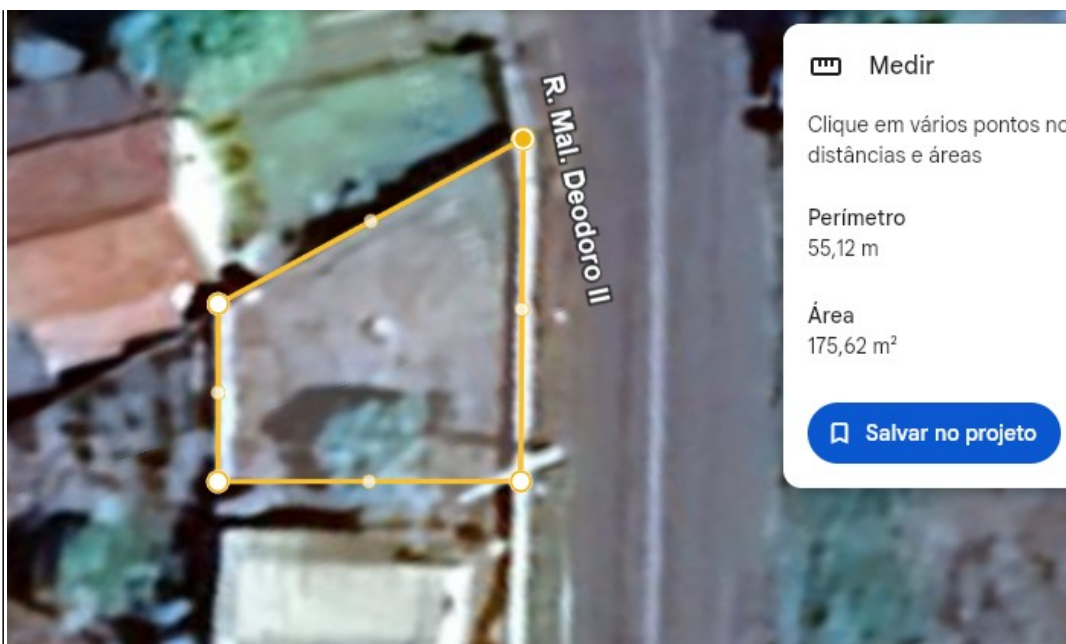 R. Mal. Deodoro II
Medir
Clique em vários pontos no
distâncias e áreas
Perímetro
55,12 m
Área
175,62 m²
Salvar no projeto